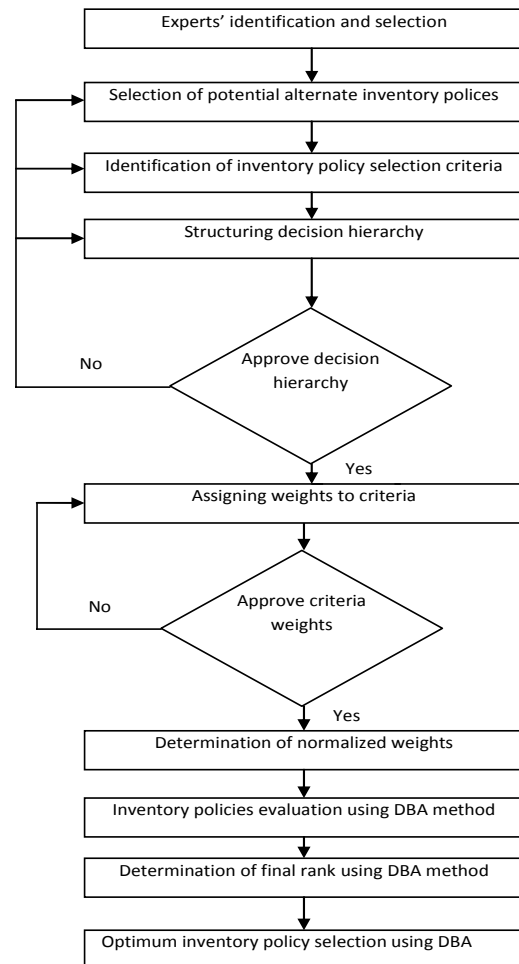 Experts’ identification and selection
Selection of potential alternate inventory polices
Identification of inventory policy selection criteria
Structuring decision hierarchy
Approve decision
hierarchy
No
Yes
Assigning weights to criteria
Approve criteria
weights
No
Yes
Determination of normalized weights
Inventory policies evaluation using DBA method
Determination of final rank using DBA method
Optimum inventory policy selection using DBA